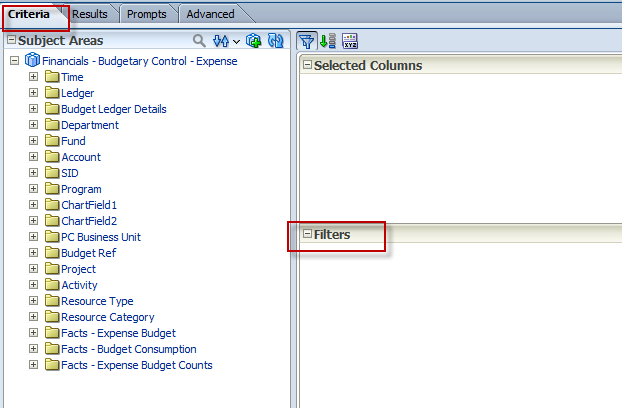 Criteria Results Prompts Advanced
Subject Areas
Financials - Budgetary Control - Expense
Time
Ledger
Budget Ledger Details
Department
Fund
Account
SID
Program
ChartField1
ChartField2
PC Business Unit
Budget Ref
Project
Activity
Resource Type
Resource Category
Facts - Expense Budget
Facts - Budget Consumption
Facts - Expense Budget Counts
Selected Columns
Filters